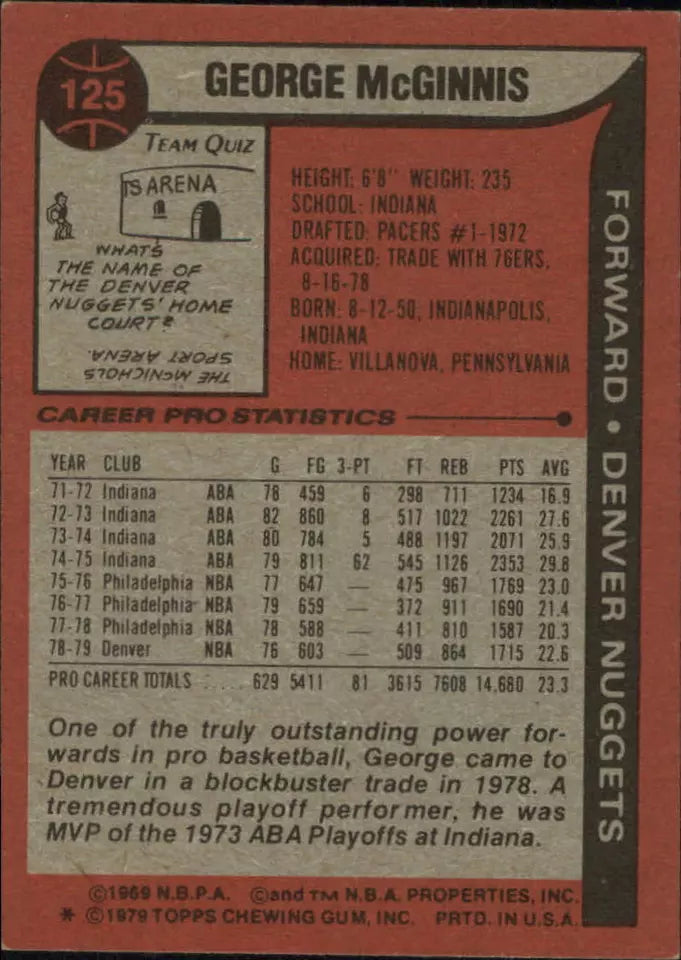 125
GEORGE McGINNIS
TEAM QUIZ
TS ARENA
WHAT'S
THE NAME OF
THE DENVER
NUGGETS' HOME
COURT?
THE McNICHOLS
SPORT ARENA.
HEIGHT: 6'8" WEIGHT: 235
SCHOOL: INDIANA
DRAFTED: PACERS #1-1972
ACQUIRED: TRADE WITH 76ERS,
8-16-78
BORN: 8-12-50, INDIANAPOLIS,
INDIANA
HOME: VILLANOVA, PENNSYLVANIA
FORWARD • DENVER NUGGETS
CAREER PRO STATISTICS
YEAR CLUB G FG 3-PT FT REB PTS AVG
71-72 Indiana ABA 76 459 6 298 711 1234 16.9
72-73 Indiana ABA 82 860 8 517 1022 2261 27.6
73-74 Indiana ABA 80 784 5 488 1197 2071 25.9
74-75 Indiana ABA 79 811 62 545 1126 2353 29.8
75-76 Philadelphia NBA 77 647 — 475 967 1769 23.0
76-77 Philadelphia NBA 79 659 — 372 911 1690 21.4
77-78 Philadelphia NBA 78 588 — 411 810 1587 20.3
78-79 Denver NBA 76 603 — 509 864 1715 22.6
PRO CAREER TOTALS ..... 629 5411 81 3615 7608 14,680 23.3
One of the truly outstanding power for-
wards in pro basketball, George came to
Denver in a blockbuster trade in 1978. A
tremendous playoff performer, he was
MVP of the 1973 ABA Playoffs at Indiana.
©1969 N.B.P.A. ©and TM N.B.A. PROPERTIES, INC.
* ©1979 TOPPS CHEWING GUM, INC. PRTD. IN U.S.A.